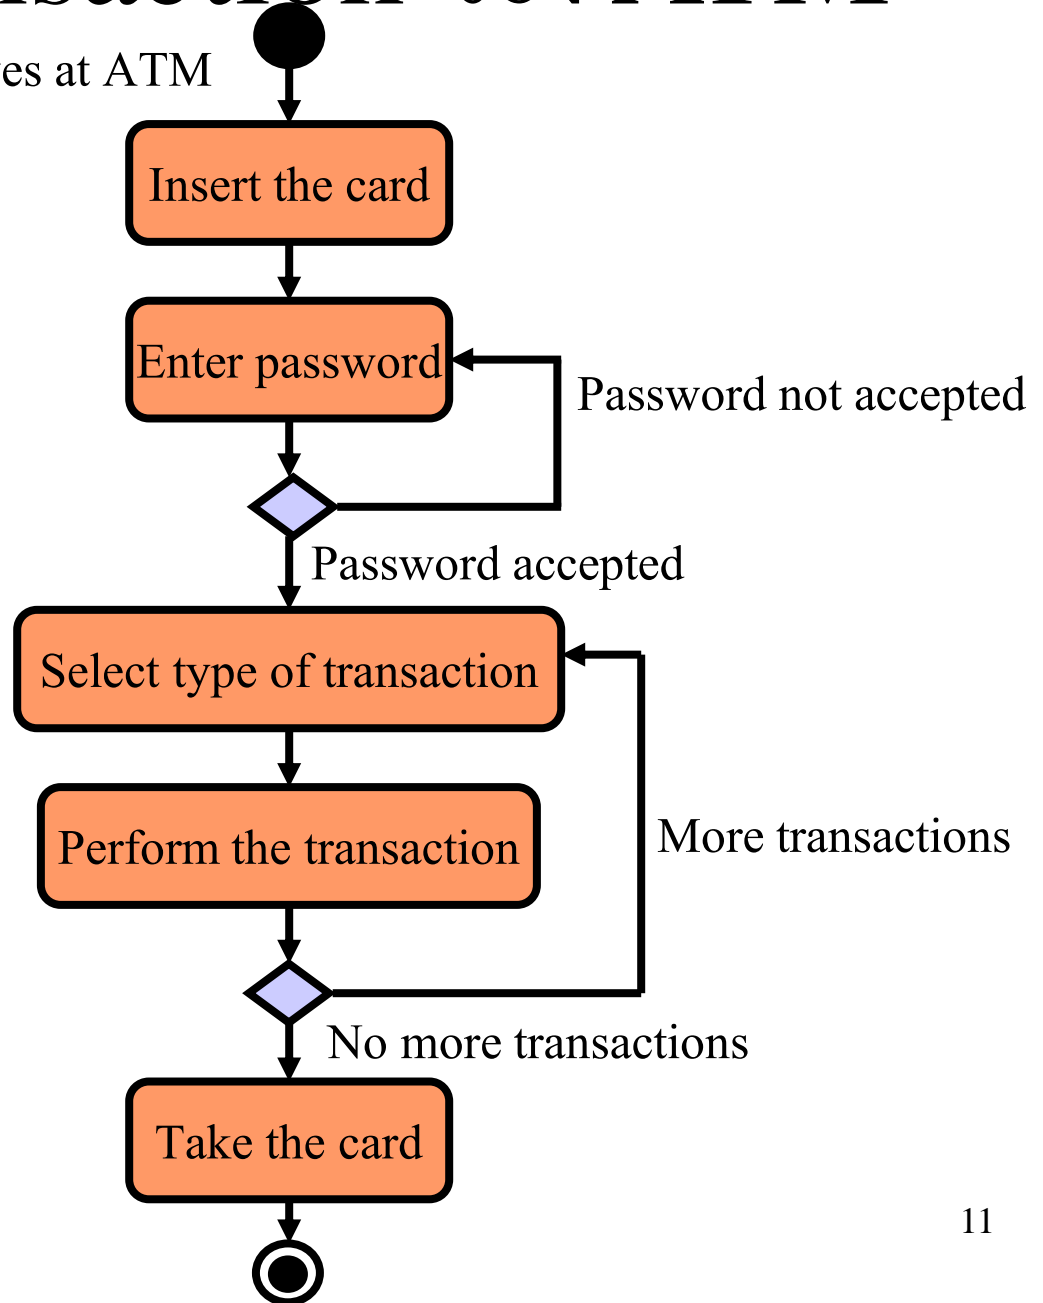 at ATM
Insert the card
Enter password
Password not accepted
Password accepted
Select type of transaction
Perform the transaction
More transactions
No more transactions
Take the card
11